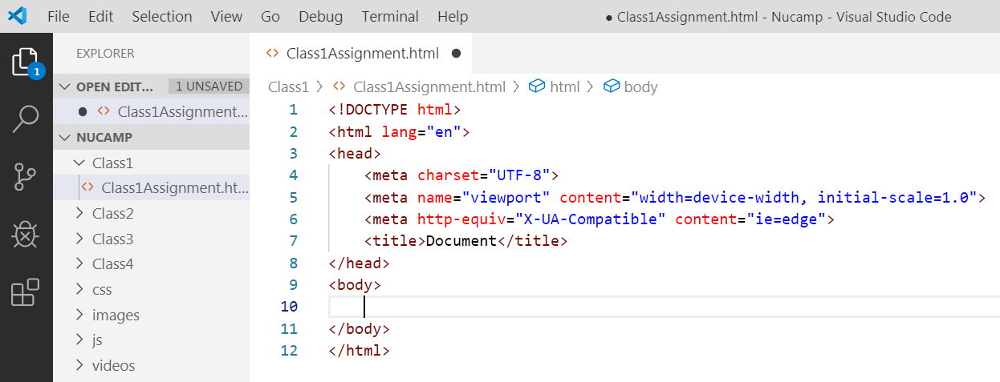 File Edit Selection View Go Debug Terminal Help ● Class1Assignment.html - Nucamp - Visual Studio Code
EXPLORER
1
OPEN EDIT... 1 UNSAVED
Class1Assignment...
NUCAMP
Class1
Class1Assignment.ht...
Class2
Class3
Class4
css
images
js
videos
<> Class1Assignment.html ●
Class1 > <> Class1Assignment.html > html > body
1 <!DOCTYPE html>
2 <html lang="en">
3 <head>
4     <meta charset="UTF-8">
5     <meta name="viewport" content="width=device-width, initial-scale=1.0">
6     <meta http-equiv="X-UA-Compatible" content="ie=edge">
7     <title>Document</title>
8 </head>
9 <body>
10
11 </body>
12 </html>